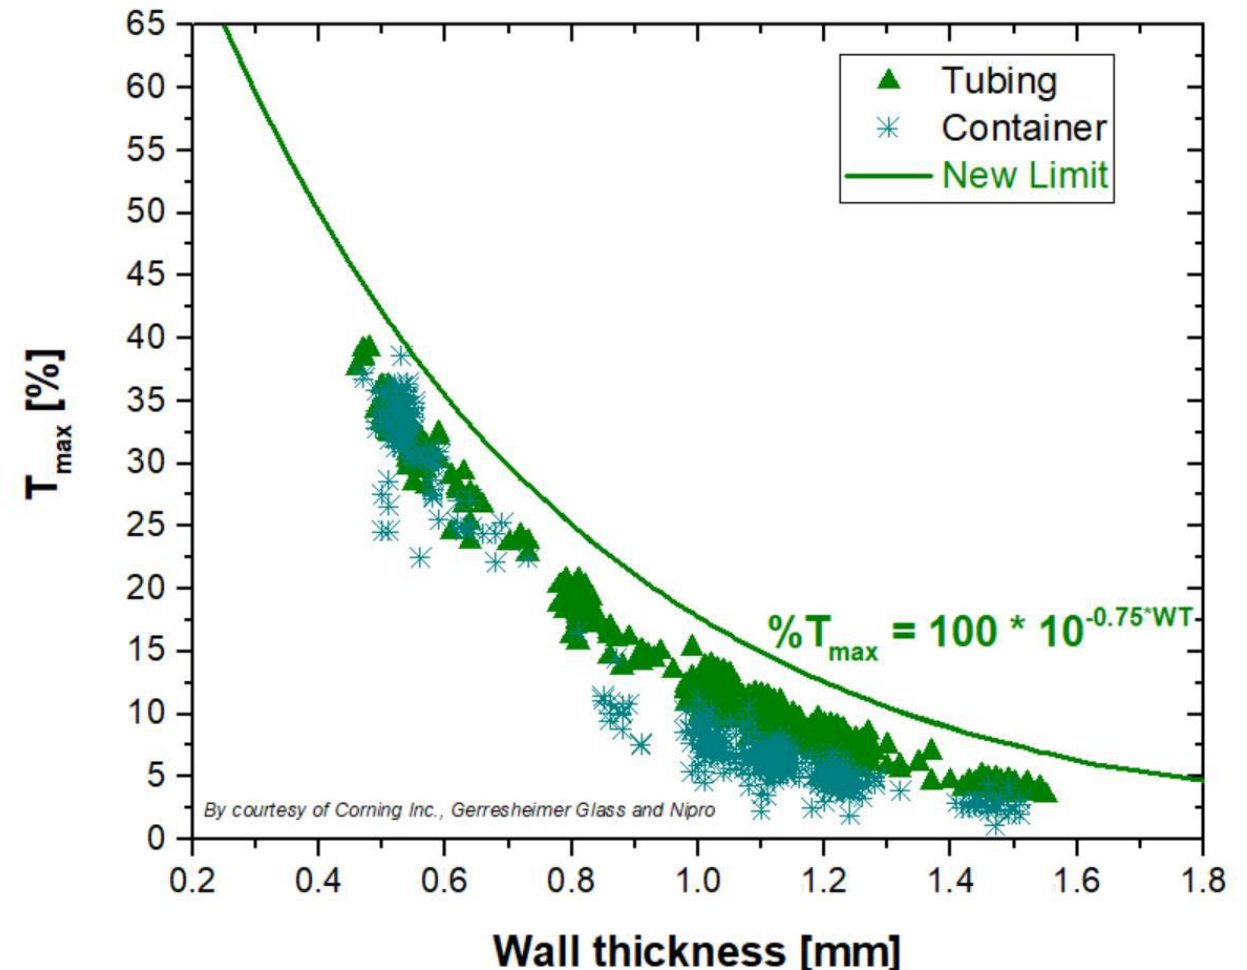 65
60
55
50
45
40
35
30
25
20
15
10
5
0
T_max [%]
Tubing
Container
New Limit
%T_max = 100 * 10^-0.75*WT
By courtesy of Corning Inc., Gerresheimer Glass and Nipro
0.2 0.4 0.6 0.8 1.0 1.2 1.4 1.6 1.8
Wall thickness [mm]